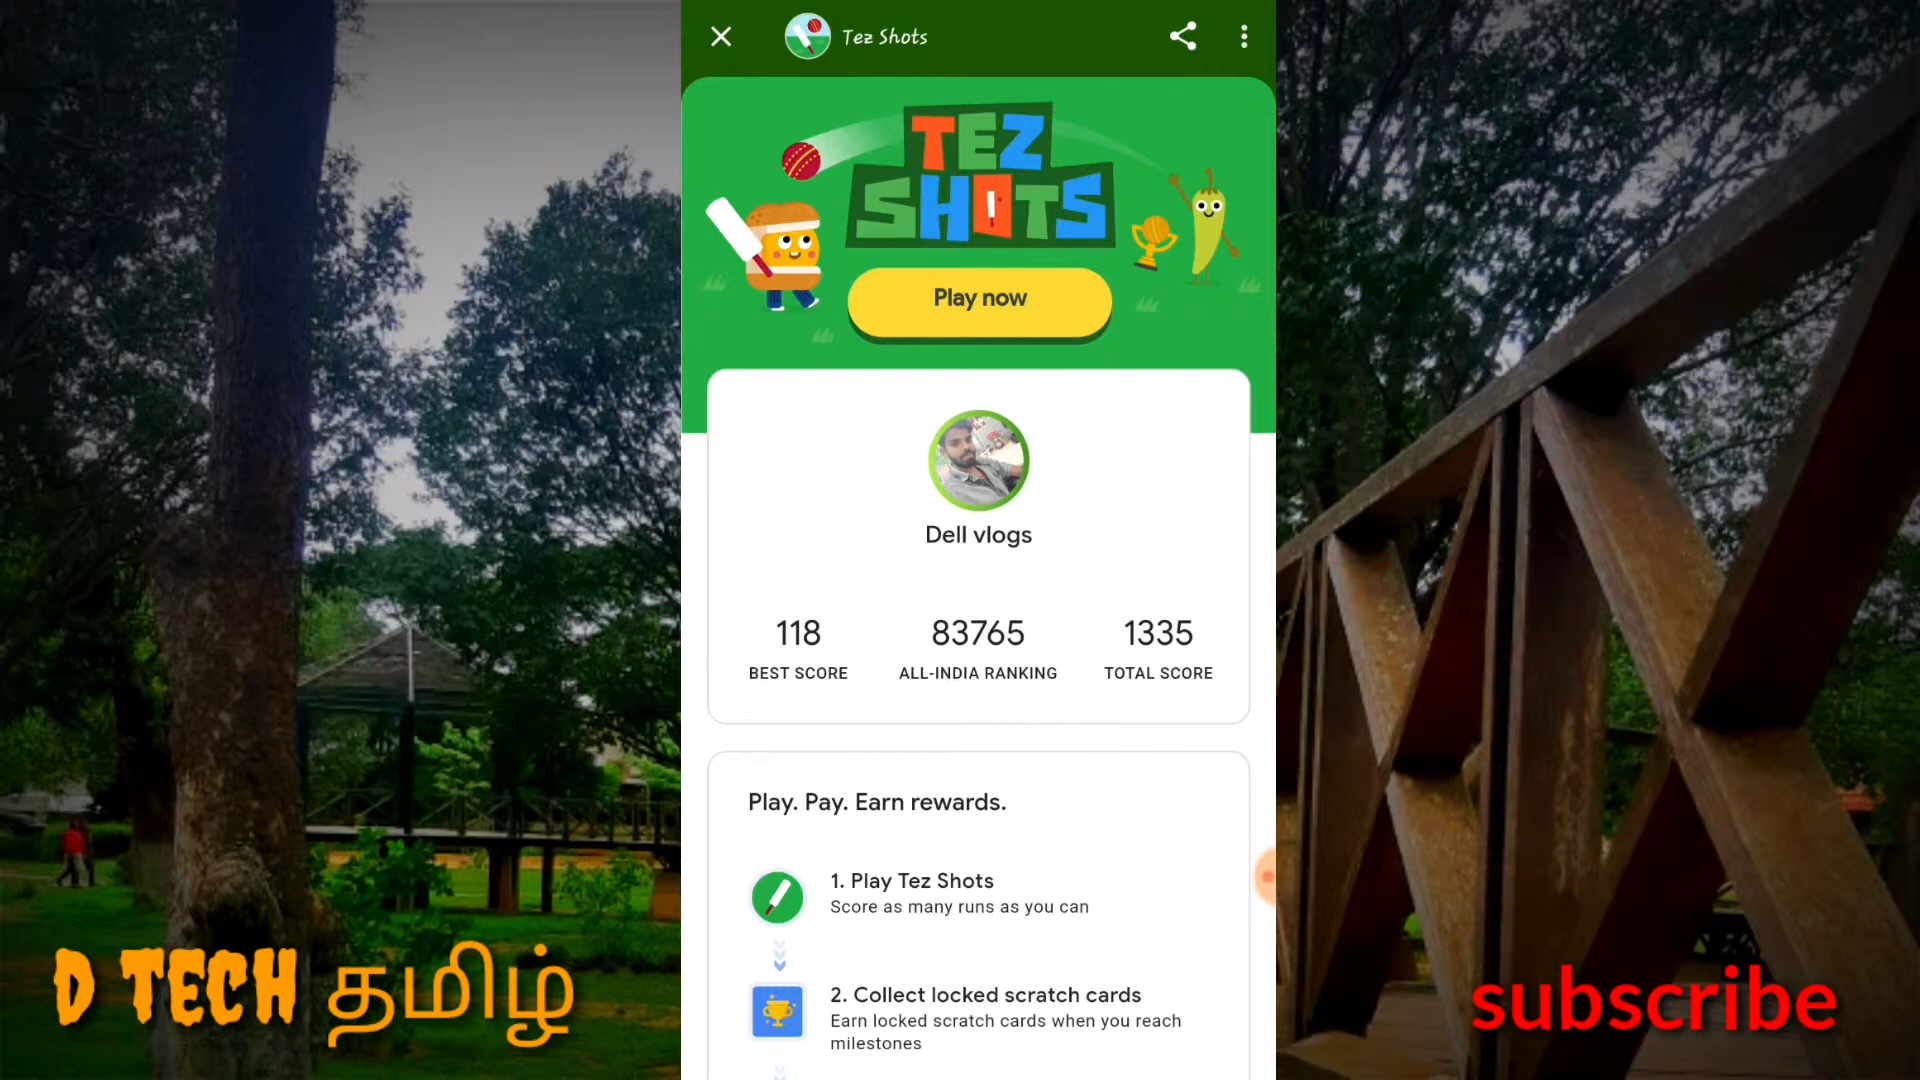 Tez Shots
TEZ
SHOTS
Play now
Dell vlogs
118
BEST SCORE
83765
ALL-INDIA RANKING
1335
TOTAL SCORE
Play. Pay. Earn rewards.
1. Play Tez Shots
Score as many runs as you can
2. Collect locked scratch cards
Earn locked scratch cards when you reach
milestones
D TECH தமிழ்
subscribe